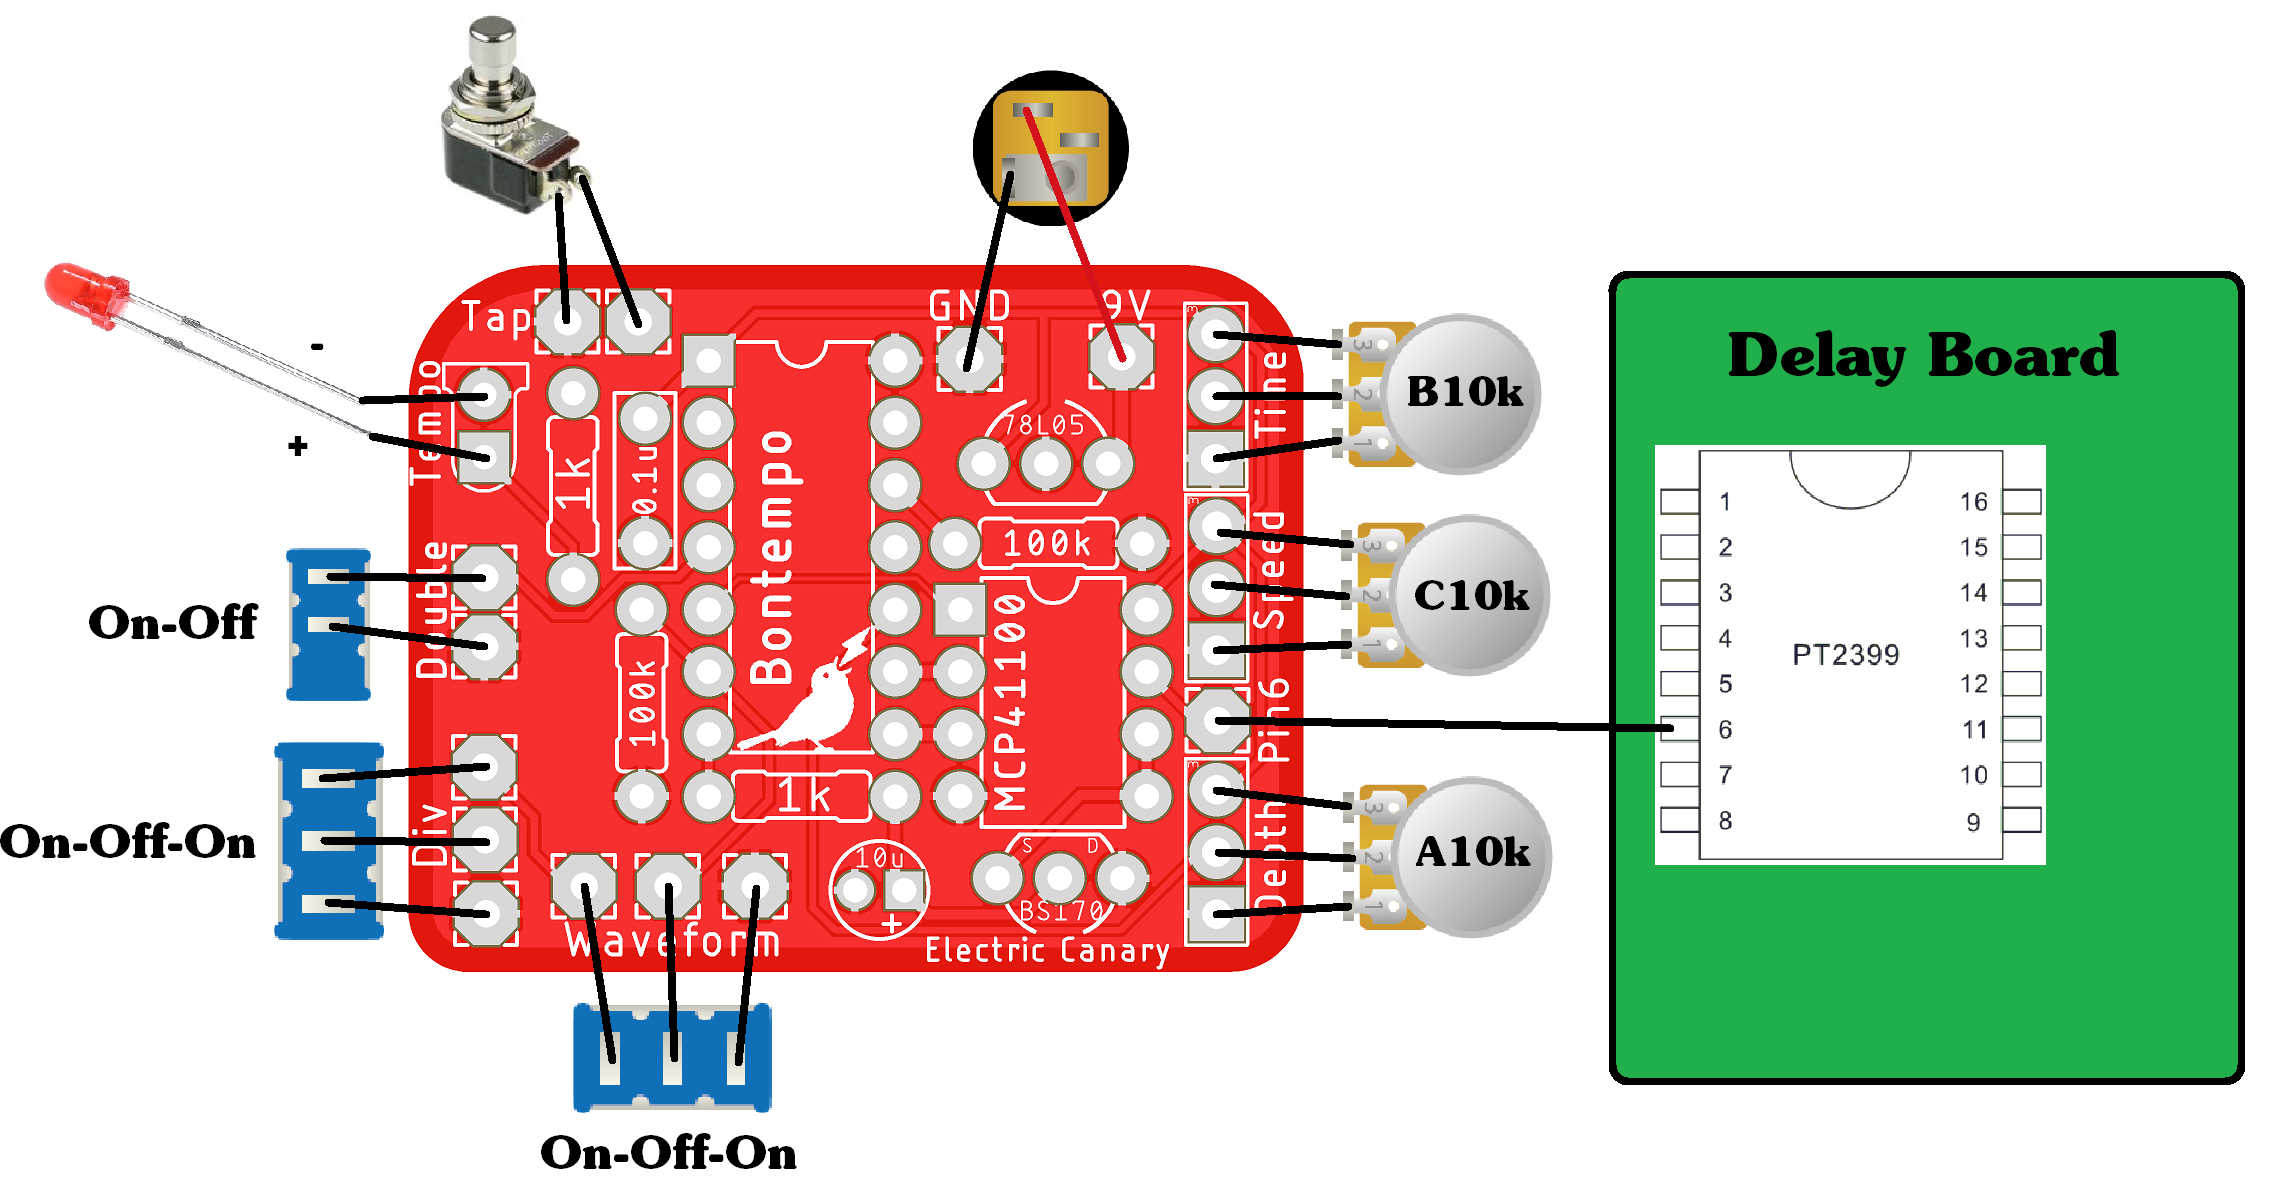 Tap
GND
9V
-
+
Tempo
1k
0.1u
Bontempo
78L05
Time
m
3
2
1
B10k
100k
Double
On-Off
Speed
m
3
2
1
C10k
MCP41100
100k
Pin6
Div
On-Off-On
1k
10u
+
S
D
BS170
Depth
m
3
2
1
A10k
Waveform
Electric Canary
On-Off-On
Delay Board
1 16
2 15
3 14
4 13
PT2399
5 12
6 11
7 10
8 9